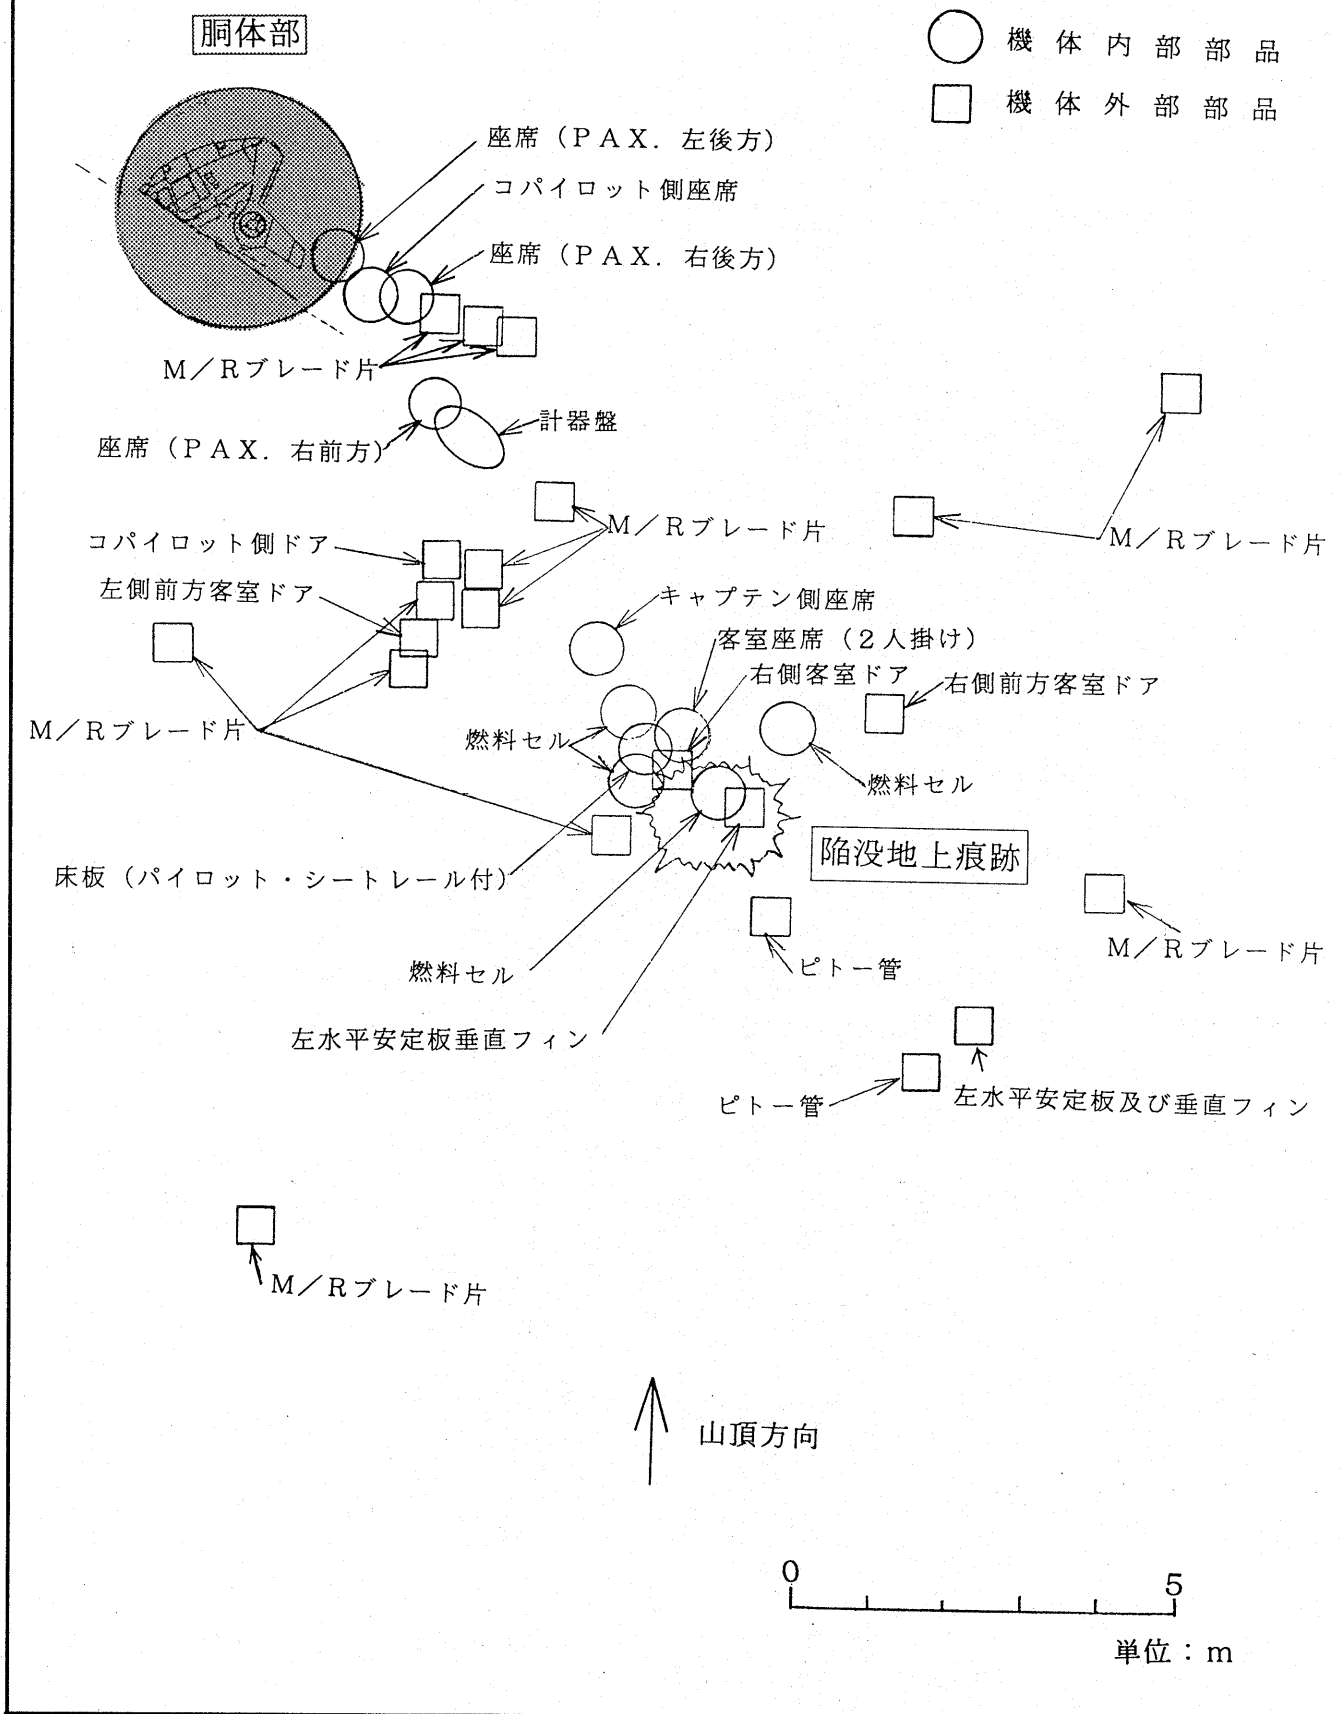 胴体部
機体内部部品
機体外部部品
座席（PAX．左後方）
コパイロット側座席
座席（PAX．右後方）
M／Rブレード片
計器盤
座席（PAX．右前方）
M／Rブレード片
M／Rブレード片
コパイロット側ドア
左側前方客室ドア
キャプテン側座席
客室座席（2人掛け）
右側客室ドア
右側前方客室ドア
M／Rブレード片
燃料セル
燃料セル
陥没地上痕跡
床板（パイロット・シートレール付）
M／Rブレード片
燃料セル
ピトー管
左水平安定板垂直フィン
ピトー管
左水平安定板及び垂直フィン
M／Rブレード片
山頂方向
0 5
単位：m